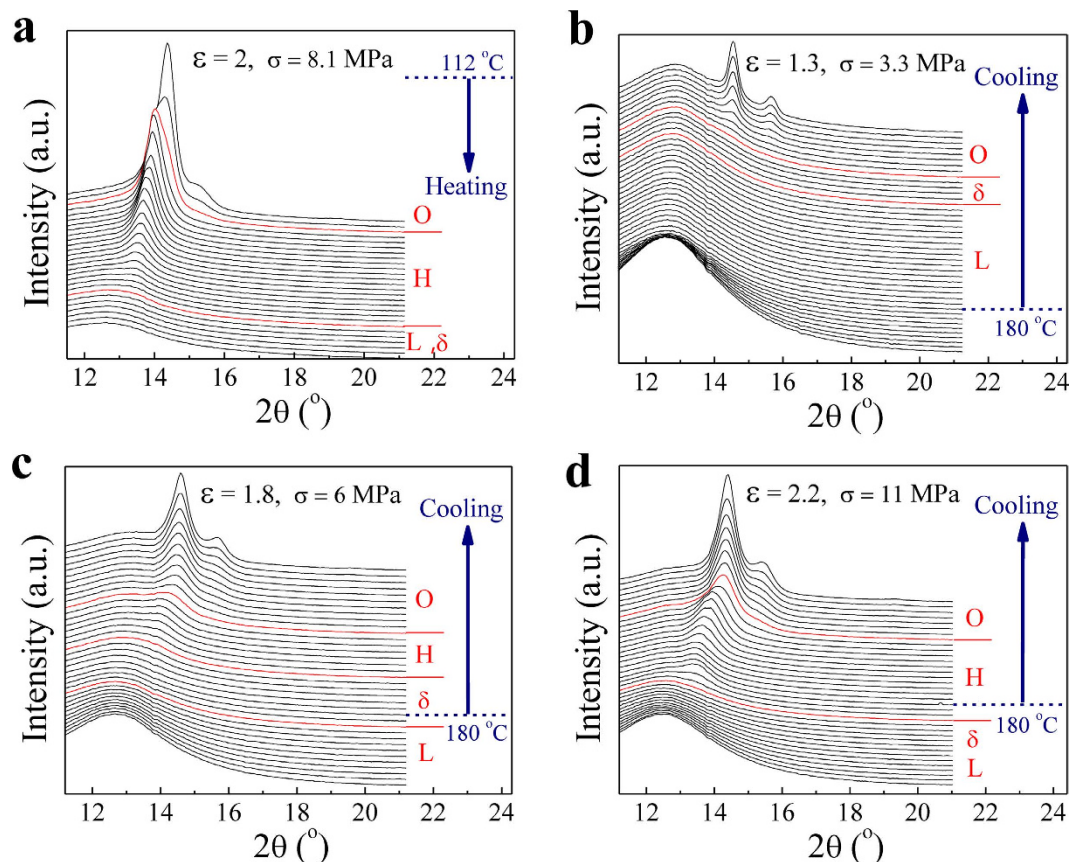 a
ε = 2, σ = 8.1 MPa
112 °C
Heating
O
H
L ,δ
Intensity (a.u.)
12 14 16 18 20 22 24
2θ (°)
b
ε = 1.3, σ = 3.3 MPa
Cooling
O
δ
L
180 °C
Intensity (a.u.)
12 14 16 18 20 22 24
2θ (°)
c
ε = 1.8, σ = 6 MPa
Cooling
O
H
δ
180 °C
L
Intensity (a.u.)
12 14 16 18 20 22 24
2θ (°)
d
ε = 2.2, σ = 11 MPa
Cooling
O
H
180 °C
δ
L
Intensity (a.u.)
12 14 16 18 20 22 24
2θ (°)